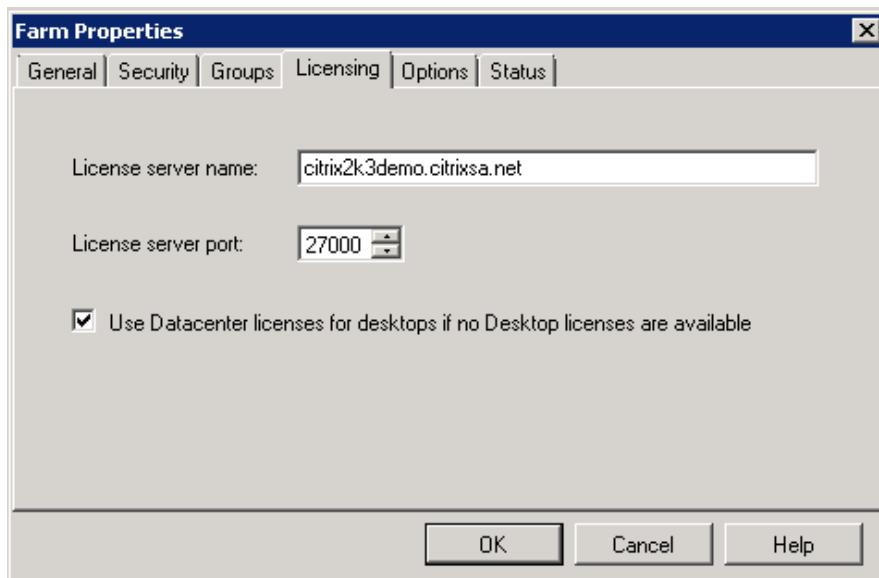 Farm Properties
General Security Groups Licensing Options Status
License server name: citrix2k3demo.citrixsa.net
License server port: 27000
Use Datacenter licenses for desktops if no Desktop licenses are available
OK Cancel Help